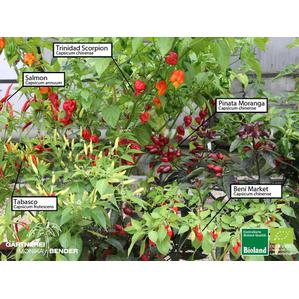 Trinidad Scorpion
Capsicum chinense
Salmon
Capsicum annuum
Pinata Moranga
Capsicum chinense
Beni Market
Capsicum chinense
Tabasco
Capsicum frutescens
GÄRTNEREI
MONIKA BENDER
Bioland